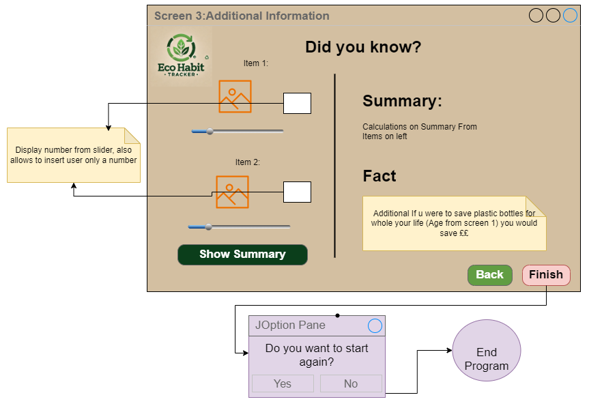 Screen 3:Additional Information
Did you know?
Eco Habit
TRACKER
Item 1:
Item 2:
Show Summary
Summary:
Calculations on Summary From
Items on left
Fact
Additional If u were to save plastic bottles for
whole your life (Age from screen 1) you would
save ££
Back
Finish
Display number from slider, also
allows to insert user only a number
JOption Pane
Do you want to start
again?
Yes
No
End
Program